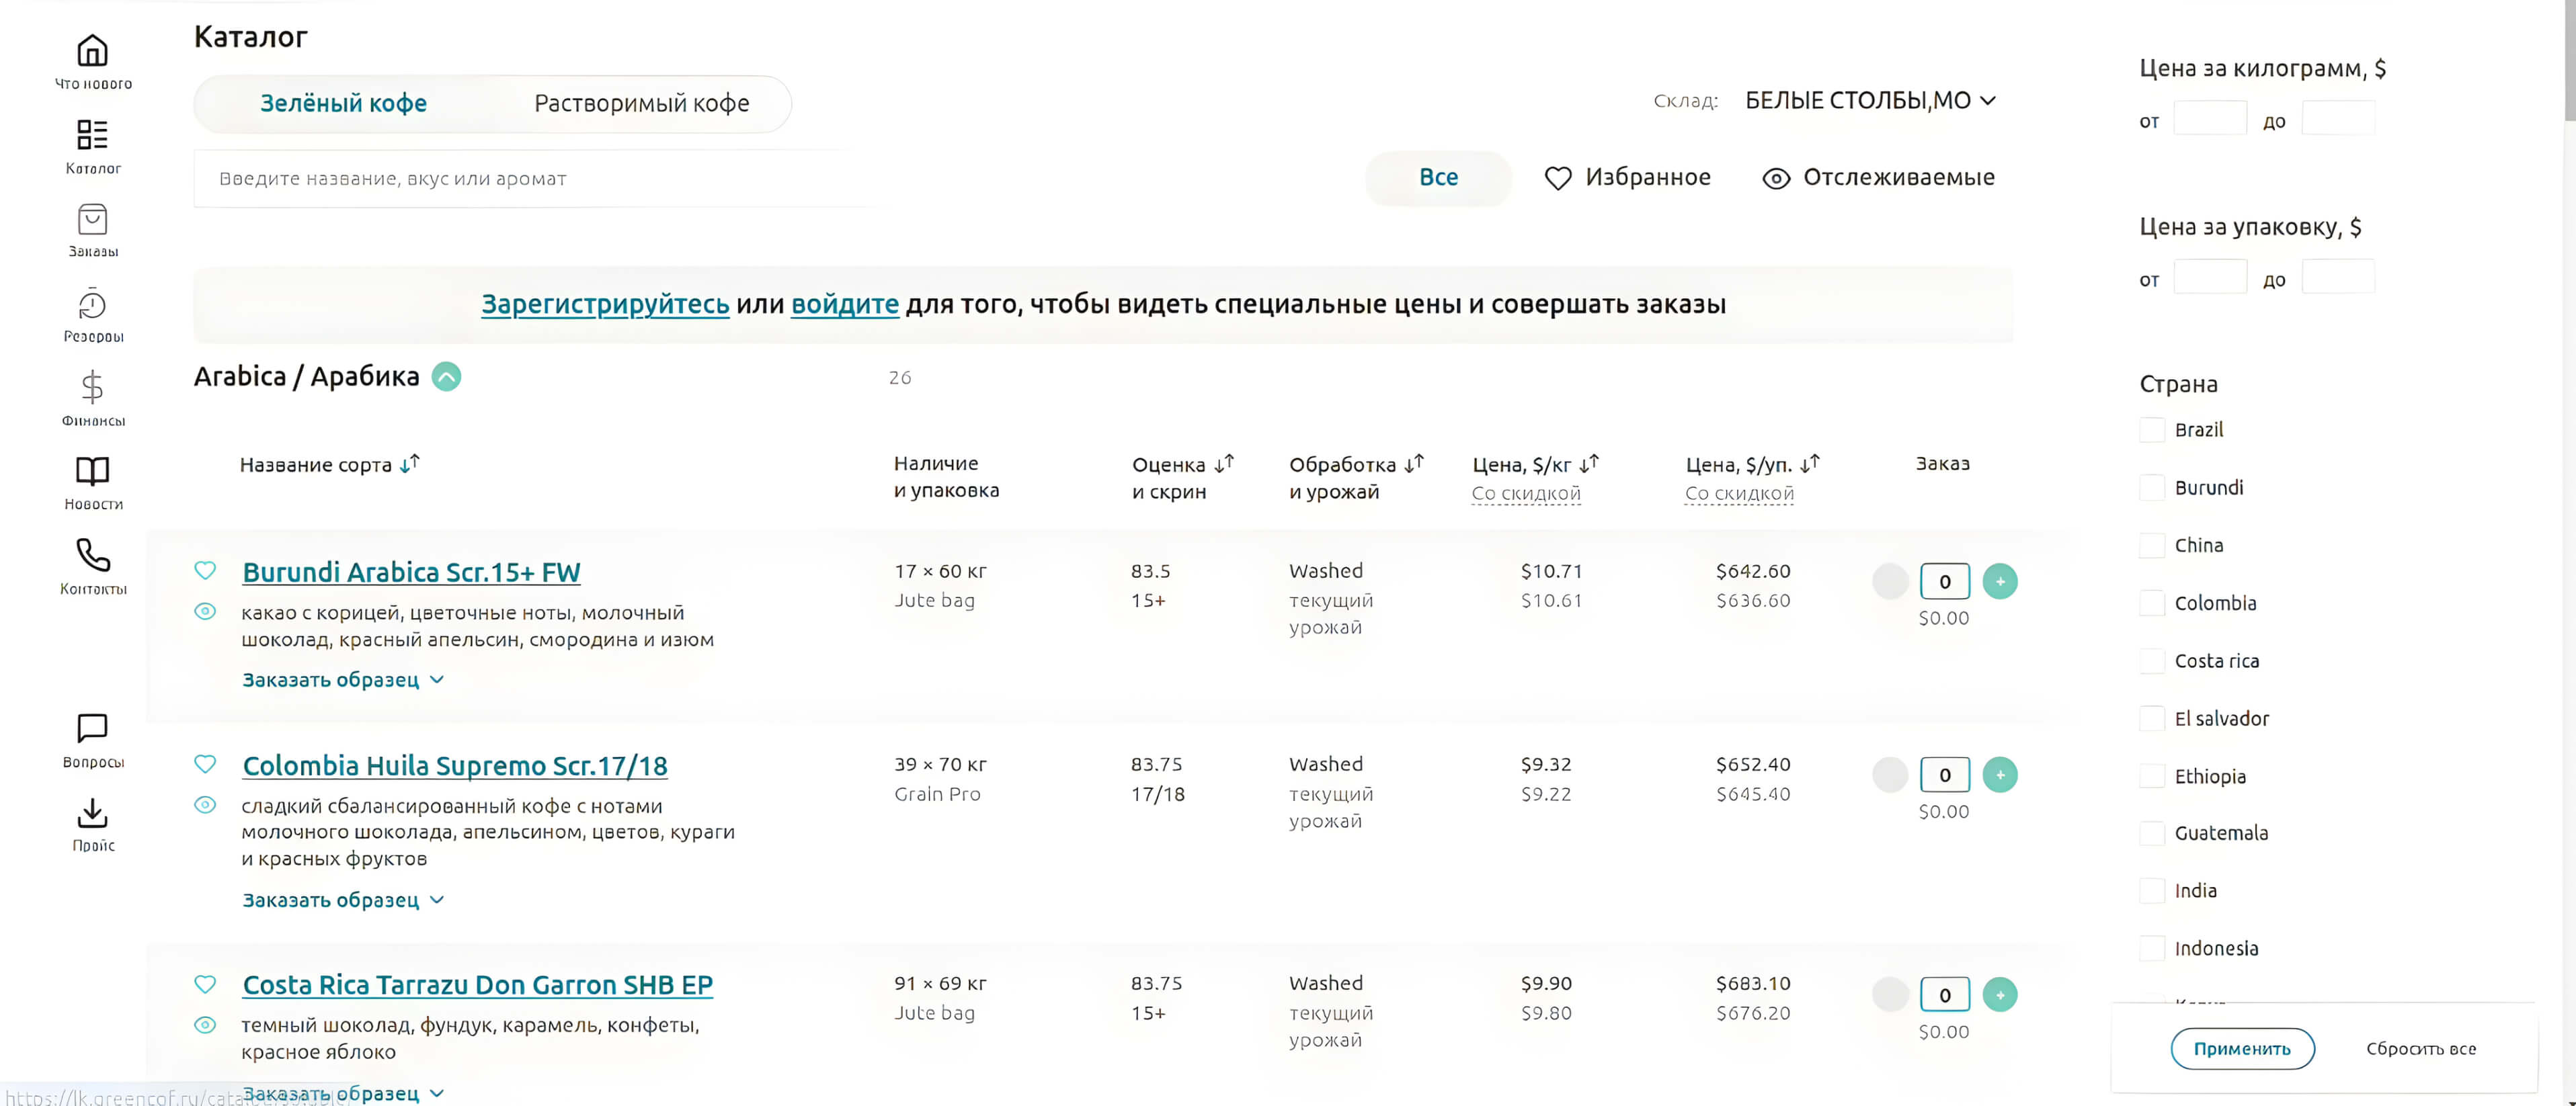 Каталог
Зелёный кофе
Растворимый кофе
Склад:
БЕЛЫЕ СТОЛБЫ,МО
Введите название, вкус или аромат
Все
Избранное
Отслеживаемые
Зарегистрируйтесь или войдите для того, чтобы видеть специальные цены и совершать заказы
Что нового
Каталог
Заказы
Резервы
Финансы
Новости
Контакты
Вопросы
Прайс
Arabica / Арабика
26
Название сорта
Наличие
и упаковка
Оценка
и скрин
Обработка
и урожай
Цена, $/кг
Со скидкой
Цена, $/уп.
Со скидкой
Заказ
Burundi Arabica Scr.15+ FW
какао с корицей, цветочные ноты, молочный
шоколад, красный апельсин, смородина и изюм
Заказать образец
17 × 60 кг
Jute bag
83.5
15+
Washed
текущий
урожай
$10.71
$10.61
$642.60
$636.60
0
+
$0.00
Colombia Huila Supremo Scr.17/18
сладкий сбалансированный кофе с нотами
молочного шоколада, апельсином, цветов, кураги
и красных фруктов
Заказать образец
39 × 70 кг
Grain Pro
83.75
17/18
Washed
текущий
урожай
$9.32
$9.22
$652.40
$645.40
0
+
$0.00
Costa Rica Tarrazu Don Garron SHB EP
темный шоколад, фундук, карамель, конфеты,
красное яблоко
Заказать образец
91 × 69 кг
Jute bag
83.75
15+
Washed
текущий
урожай
$9.90
$9.80
$683.10
$676.20
0
+
$0.00
Цена за килограмм, $
от
до
Цена за упаковку, $
от
до
Страна
Brazil
Burundi
China
Colombia
Costa rica
El salvador
Ethiopia
Guatemala
India
Indonesia
Применить
Сбросить все